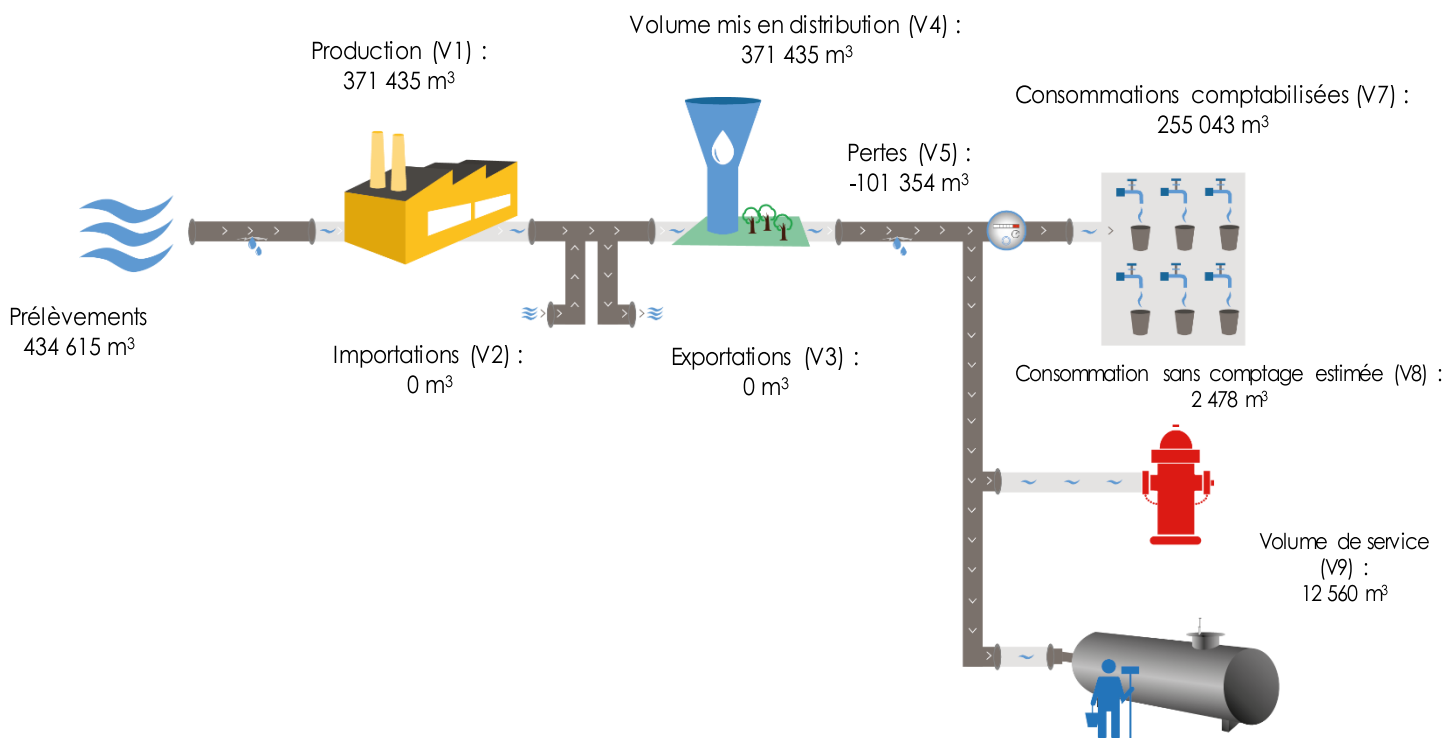 Production (V1) :
371 435 m³
Volume mis en distribution (V4) :
371 435 m³
Consommations comptabilisées (V7) :
255 043 m³
Pertes (V5) :
-101 354 m³
Prélèvements
434 615 m³
Importations (V2) :
0 m³
Exportations (V3) :
0 m³
Consommation sans comptage estimée (V8) :
2 478 m³
Volume de service
(V9) :
12 560 m³